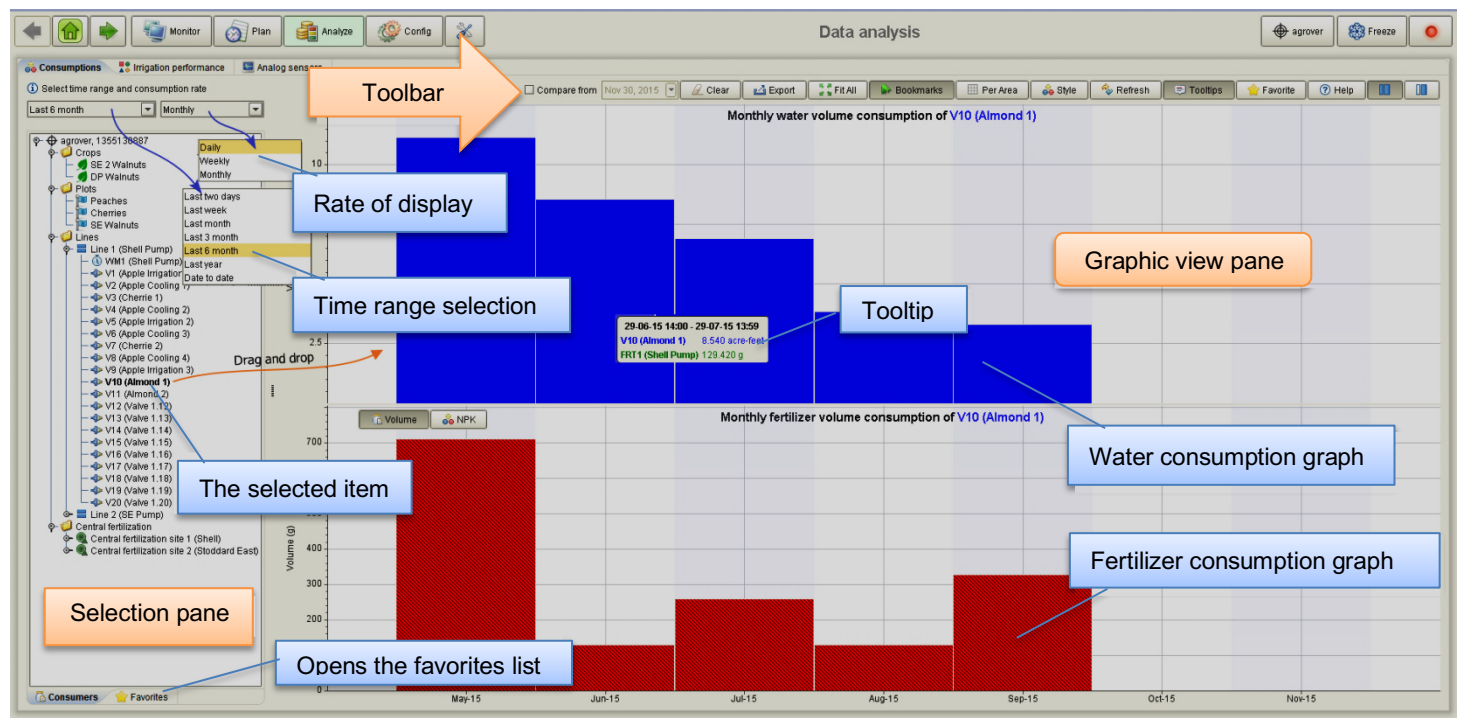 Monitor
Plan
Analyze
Config
Data analysis
agrover
Freeze
Consumptions
Irrigation performance
Analog sensors
Select time range and consumption rate
Toolbar
Compare from
Nov 30, 2015
Clear
Export
Fit All
Bookmarks
Per Area
Style
Refresh
Tooltips
Favorite
Help
Last 6 month
Monthly
Monthly water volume consumption of V10 (Almond 1)
agrover, 1355138887
Crops
SE 2 Walnuts
DP Walnuts
Plots
Peaches
Cherries
SE Walnuts
Lines
Line 1 (Shell Pump)
WM1 (Shell Pump)
V1 (Apple Irrigation
V2 (Apple Cooling 1)
V3 (Cherrie 1)
V4 (Apple Cooling 2)
V5 (Apple Irrigation 2)
V6 (Apple Cooling 3)
V7 (Cherrie 2)
V8 (Apple Cooling 4)
V9 (Apple Irrigation 3)
V10 (Almond 1)
V11 (Almond 2)
V12 (Valve 1.12)
V13 (Valve 1.13)
V14 (Valve 1.14)
V15 (Valve 1.15)
V16 (Valve 1.16)
V17 (Valve 1.17)
V18 (Valve 1.18)
V19 (Valve 1.19)
V20 (Valve 1.20)
Line 2 (SE Pump)
Central fertilization
Central fertilization site 1 (Shell)
Central fertilization site 2 (Stoddard East)
Daily
Weekly
Monthly
Last two days
Last week
Last month
Last 3 month
Last 6 month
Last year
Date to date
Rate of display
Time range selection
Drag and drop
The selected item
Selection pane
Opens the favorites list
Consumers
Favorites
10
2.5
Graphic view pane
Tooltip
29-06-15 14:00 - 29-07-15 13:59
V10 (Almond 1) 8.540 acre-feet
FRT1 (Shell Pump) 129.420 g
Water consumption graph
Volume
NPK
Monthly fertilizer volume consumption of V10 (Almond 1)
700
Volume (g)
400
300
200
0
Fertilizer consumption graph
May-15
Jun-15
Jul-15
Aug-15
Sep-15
Oct-15
Nov-15